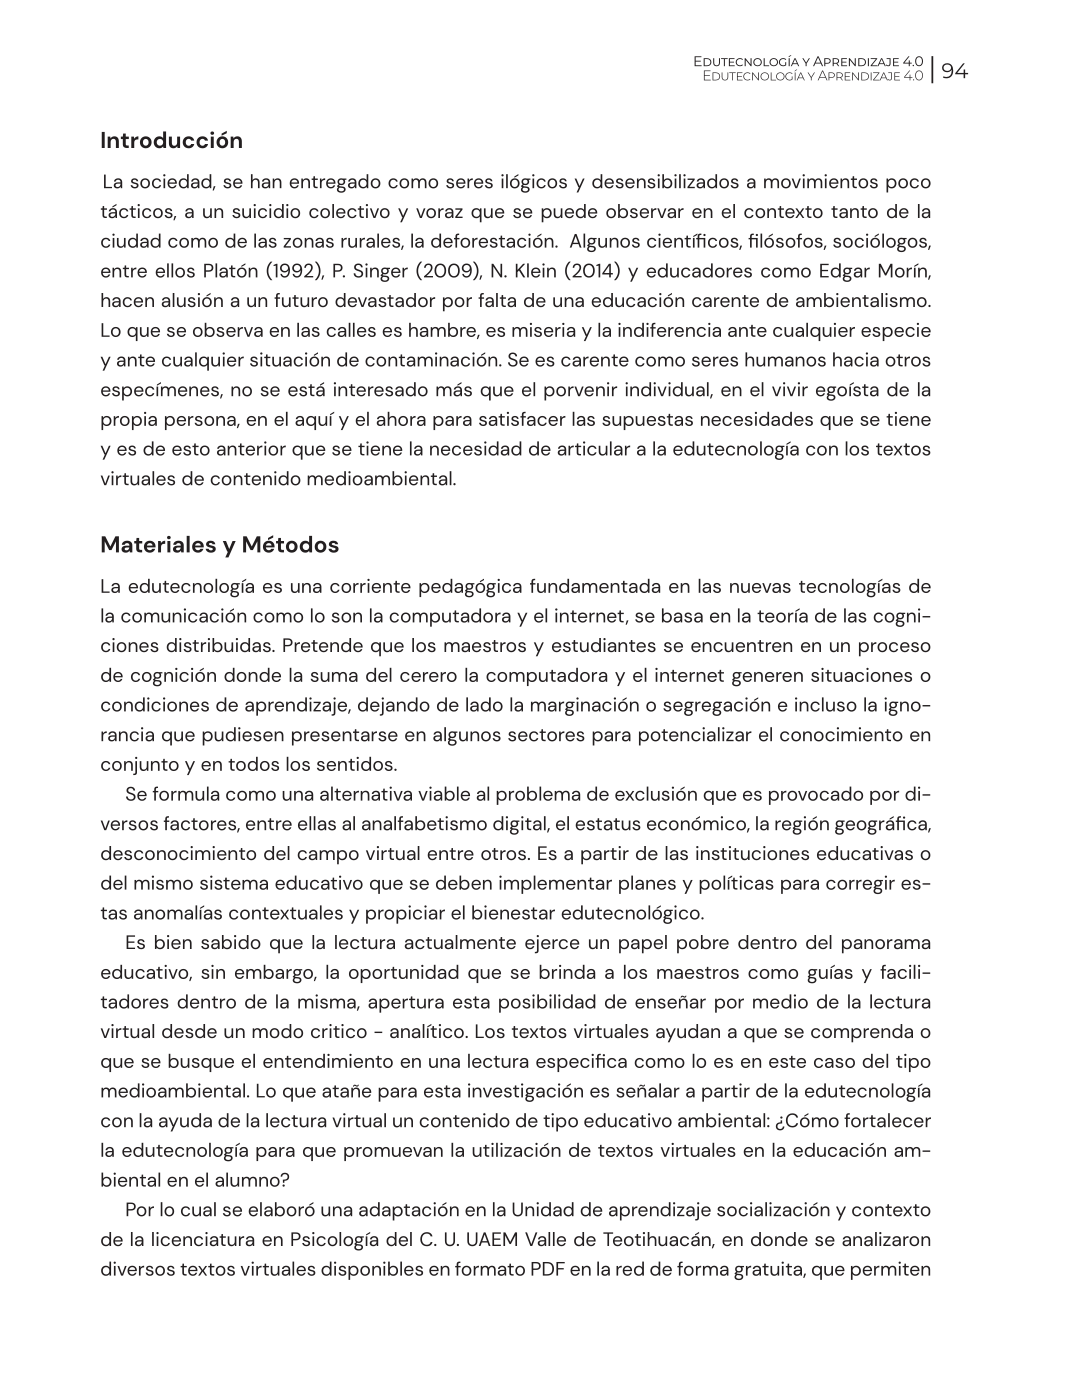 Edutecnología y Aprendizaje 4.0
Edutecnología y Aprendizaje 4.0
94
Introducción
La sociedad, se han entregado como seres ilógicos y desensibilizados a movimientos poco
tácticos, a un suicidio colectivo y voraz que se puede observar en el contexto tanto de la
ciudad como de las zonas rurales, la deforestación.  Algunos científicos, filósofos, sociólogos,
entre ellos Platón (1992), P. Singer (2009), N. Klein (2014) y educadores como Edgar Morín,
hacen alusión a un futuro devastador por falta de una educación carente de ambientalismo.
Lo que se observa en las calles es hambre, es miseria y la indiferencia ante cualquier especie
y ante cualquier situación de contaminación. Se es carente como seres humanos hacia otros
especímenes, no se está interesado más que el porvenir individual, en el vivir egoísta de la
propia persona, en el aquí y el ahora para satisfacer las supuestas necesidades que se tiene
y es de esto anterior que se tiene la necesidad de articular a la edutecnología con los textos
virtuales de contenido medioambiental.
Materiales y Métodos
La edutecnología es una corriente pedagógica fundamentada en las nuevas tecnologías de
la comunicación como lo son la computadora y el internet, se basa en la teoría de las cogni-
ciones distribuidas. Pretende que los maestros y estudiantes se encuentren en un proceso
de cognición donde la suma del cerero la computadora y el internet generen situaciones o
condiciones de aprendizaje, dejando de lado la marginación o segregación e incluso la igno-
rancia que pudiesen presentarse en algunos sectores para potencializar el conocimiento en
conjunto y en todos los sentidos.
Se formula como una alternativa viable al problema de exclusión que es provocado por di-
versos factores, entre ellas al analfabetismo digital, el estatus económico, la región geográfica,
desconocimiento del campo virtual entre otros. Es a partir de las instituciones educativas o
del mismo sistema educativo que se deben implementar planes y políticas para corregir es-
tas anomalías contextuales y propiciar el bienestar edutecnológico.
Es bien sabido que la lectura actualmente ejerce un papel pobre dentro del panorama
educativo, sin embargo, la oportunidad que se brinda a los maestros como guías y facili-
tadores dentro de la misma, apertura esta posibilidad de enseñar por medio de la lectura
virtual desde un modo critico – analítico. Los textos virtuales ayudan a que se comprenda o
que se busque el entendimiento en una lectura especifica como lo es en este caso del tipo
medioambiental. Lo que atañe para esta investigación es señalar a partir de la edutecnología
con la ayuda de la lectura virtual un contenido de tipo educativo ambiental: ¿Cómo fortalecer
la edutecnología para que promuevan la utilización de textos virtuales en la educación am-
biental en el alumno?
Por lo cual se elaboró una adaptación en la Unidad de aprendizaje socialización y contexto
de la licenciatura en Psicología del C. U. UAEM Valle de Teotihuacán, en donde se analizaron
diversos textos virtuales disponibles en formato PDF en la red de forma gratuita, que permiten